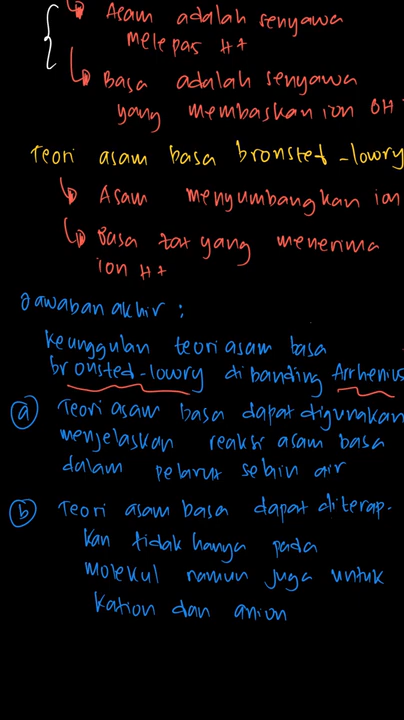 Asam adalah senyawa
melepas H+
Basa adalah senyawa
yang membaskan ion OH
Teori asam basa bronsted-lowry
Asam menyumbangkan ion
Basa zat yang menerima
ion H+
Jawaban akhir :
Keunggulan teori asam basa
bronsted-lowry dibanding Arrhenius
(a) Teori asam basa dapat digunakan
menjelaskan reaksi asam basa
dalam pelarut selain air
(b) Teori asam basa dapat diterap-
kan tidak hanya pada
molekul namun juga untuk
kation dan anion